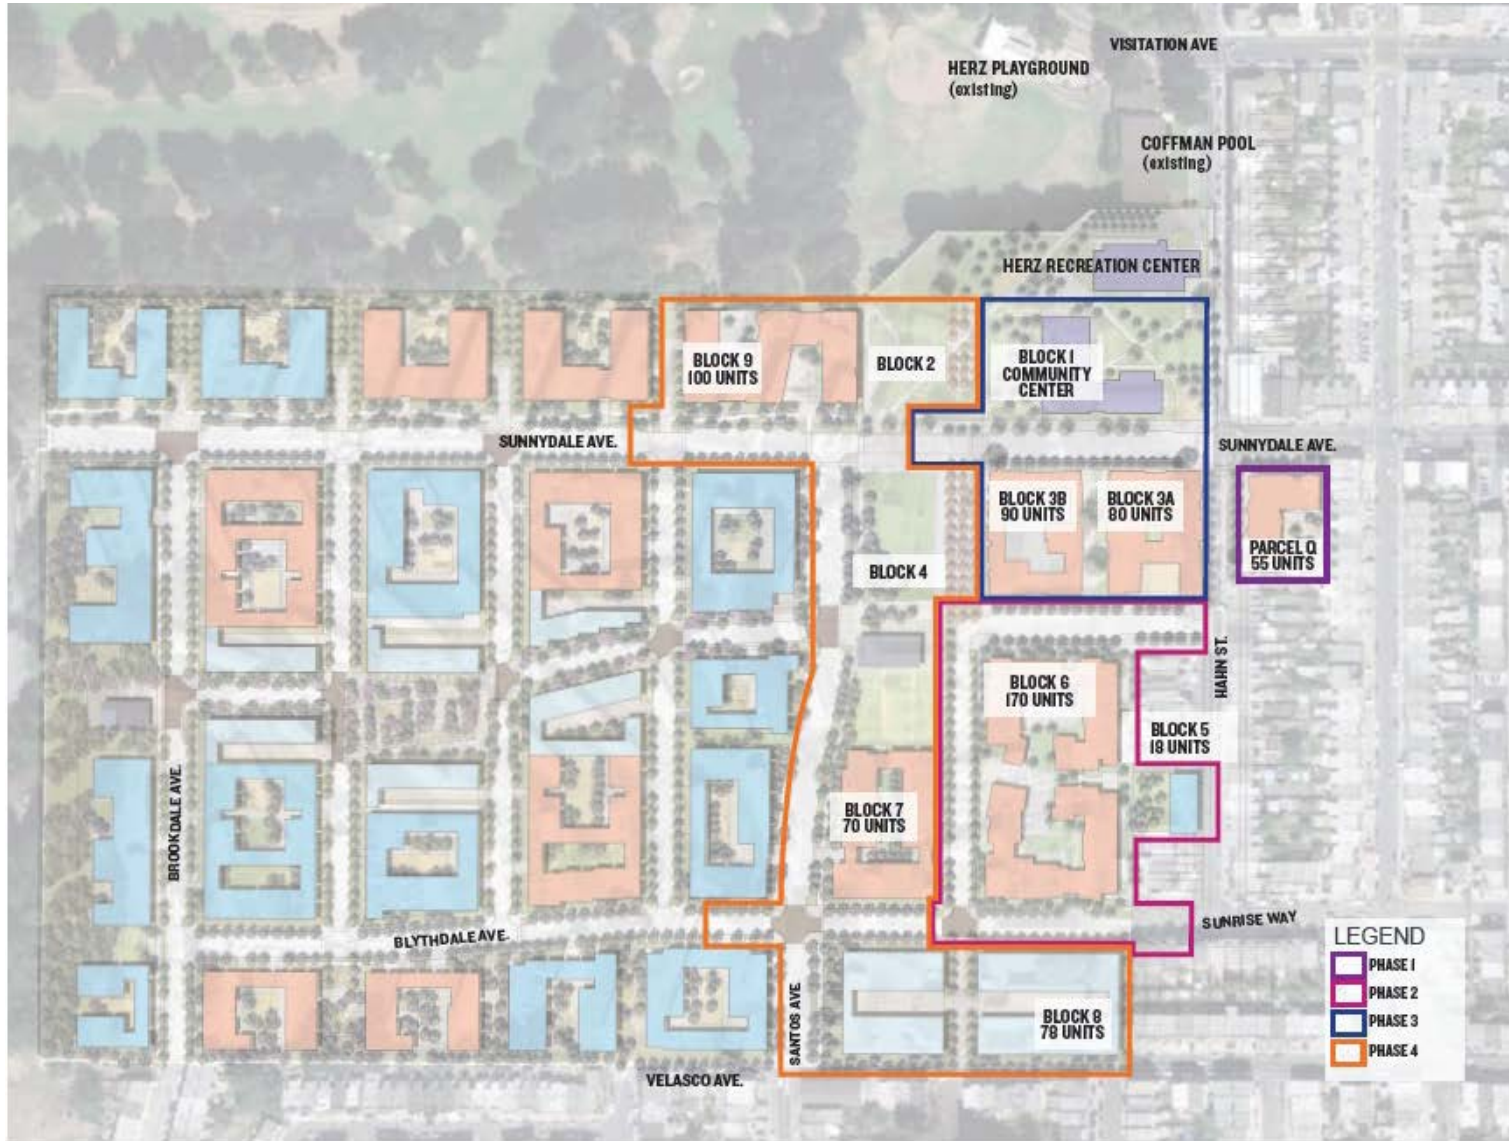 VISITATION AVE
HERZ PLAYGROUND
(existing)
COFFMAN POOL
(existing)
HERZ RECREATION CENTER
BLOCK 9
100 UNITS
BLOCK 2
BLOCK 1
COMMUNITY
CENTER
SUNNYDALE AVE.
SUNNYDALE AVE.
BLOCK 3B
90 UNITS
BLOCK 3A
80 UNITS
PARCEL Q
55 UNITS
BLOCK 4
HAHN ST.
BLOCK 6
170 UNITS
BLOCK 5
18 UNITS
BROOKDALE AVE.
BLOCK 7
70 UNITS
BLYTHDALE AVE.
SUNRISE WAY
SANTOS AVE.
BLOCK 8
78 UNITS
VELASCO AVE.
LEGEND
PHASE 1
PHASE 2
PHASE 3
PHASE 4